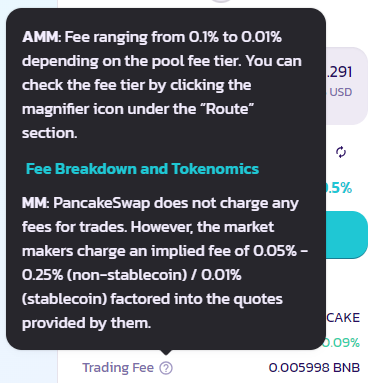 AMM: Fee ranging from 0.1% to 0.01%
depending on the pool fee tier. You can
check the fee tier by clicking the
magnifier icon under the “Route”
section.
Fee Breakdown and Tokenomics
MM: PancakeSwap does not charge any
fees for trades. However, the market
makers charge an implied fee of 0.05% -
0.25% (non-stablecoin) / 0.01%
(stablecoin) factored into the quotes
provided by them.
.291
USD
0.5%
CAKE
0.09%
Trading Fee
0.005998 BNB